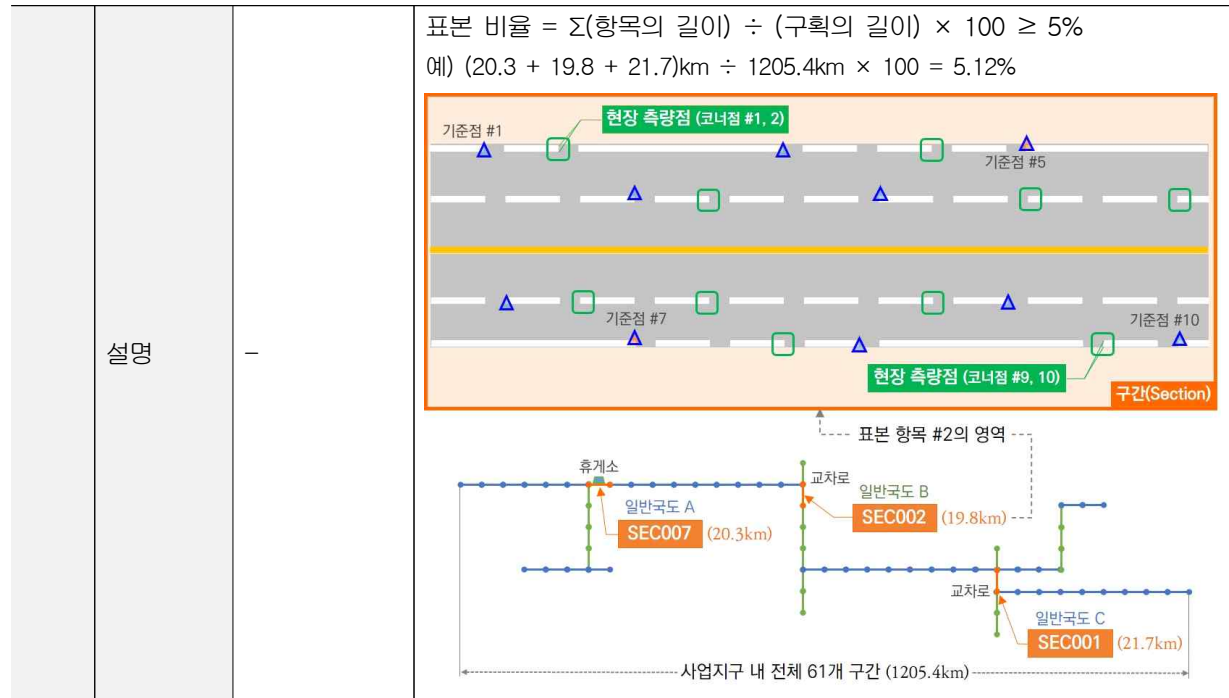 표본 비율 = Σ(항목의 길이) ÷ (구획의 길이) × 100 ≥ 5%
예) (20.3 + 19.8 + 21.7)km ÷ 1205.4km × 100 = 5.12%
기준점 #1
현장 측량점 (코너점 #1, 2)
기준점 #5
기준점 #7
기준점 #10
설명
-
현장 측량점 (코너점 #9, 10)
구간(Section)
표본 항목 #2의 영역
휴게소
교차로
일반국도 A
일반국도 B
SEC007 (20.3km)
SEC002 (19.8km)
교차로
일반국도 C
SEC001 (21.7km)
사업지구 내 전체 61개 구간 (1205.4km)